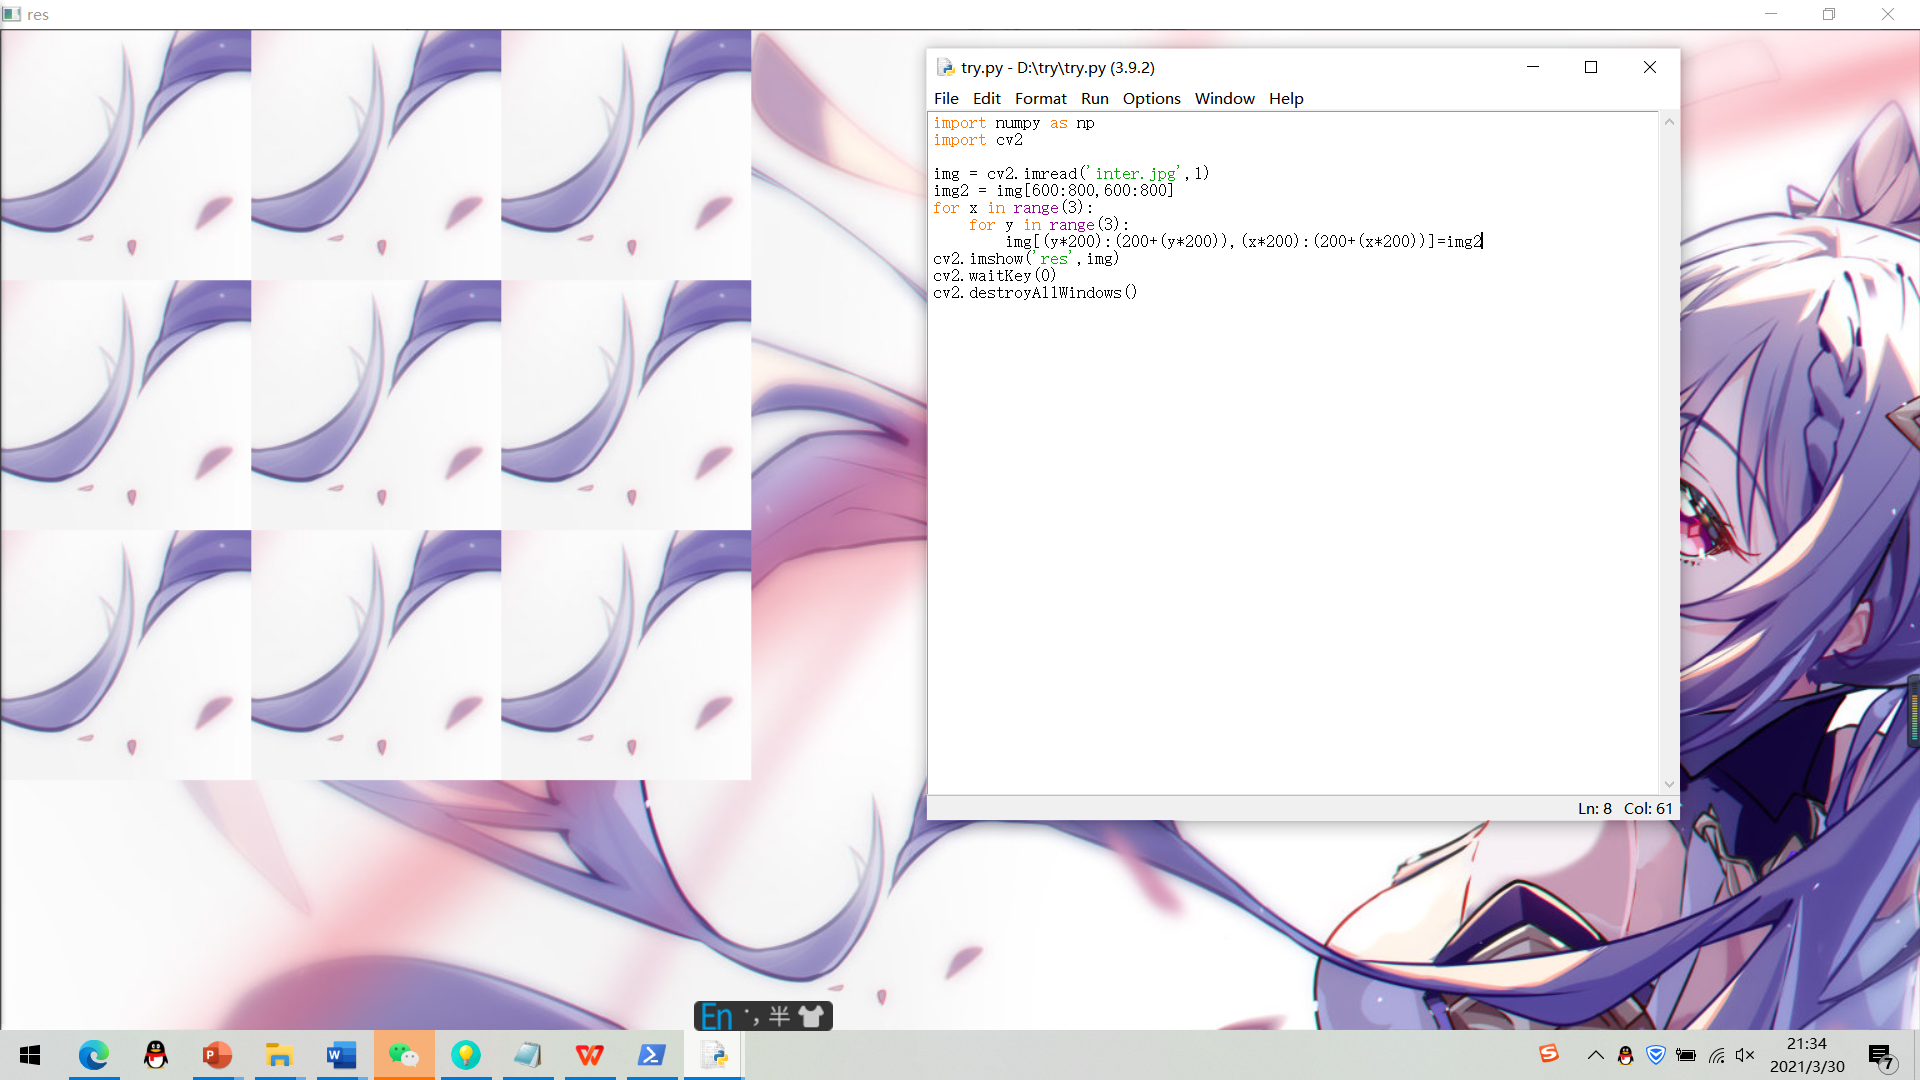 res
try.py - D:\try\try.py (3.9.2)
File Edit Format Run Options Window Help
import numpy as np
import cv2
img = cv2.imread('inter.jpg',1)
img2 = img[600:800,600:800]
for x in range(3):
    for y in range(3):
        img[(y*200):(200+(y*200)),(x*200):(200+(x*200))]=img2
cv2.imshow('res',img)
cv2.waitKey(0)
cv2.destroyAllWindows()
Ln: 8 Col: 61
En 半
21:34
2021/3/30
7